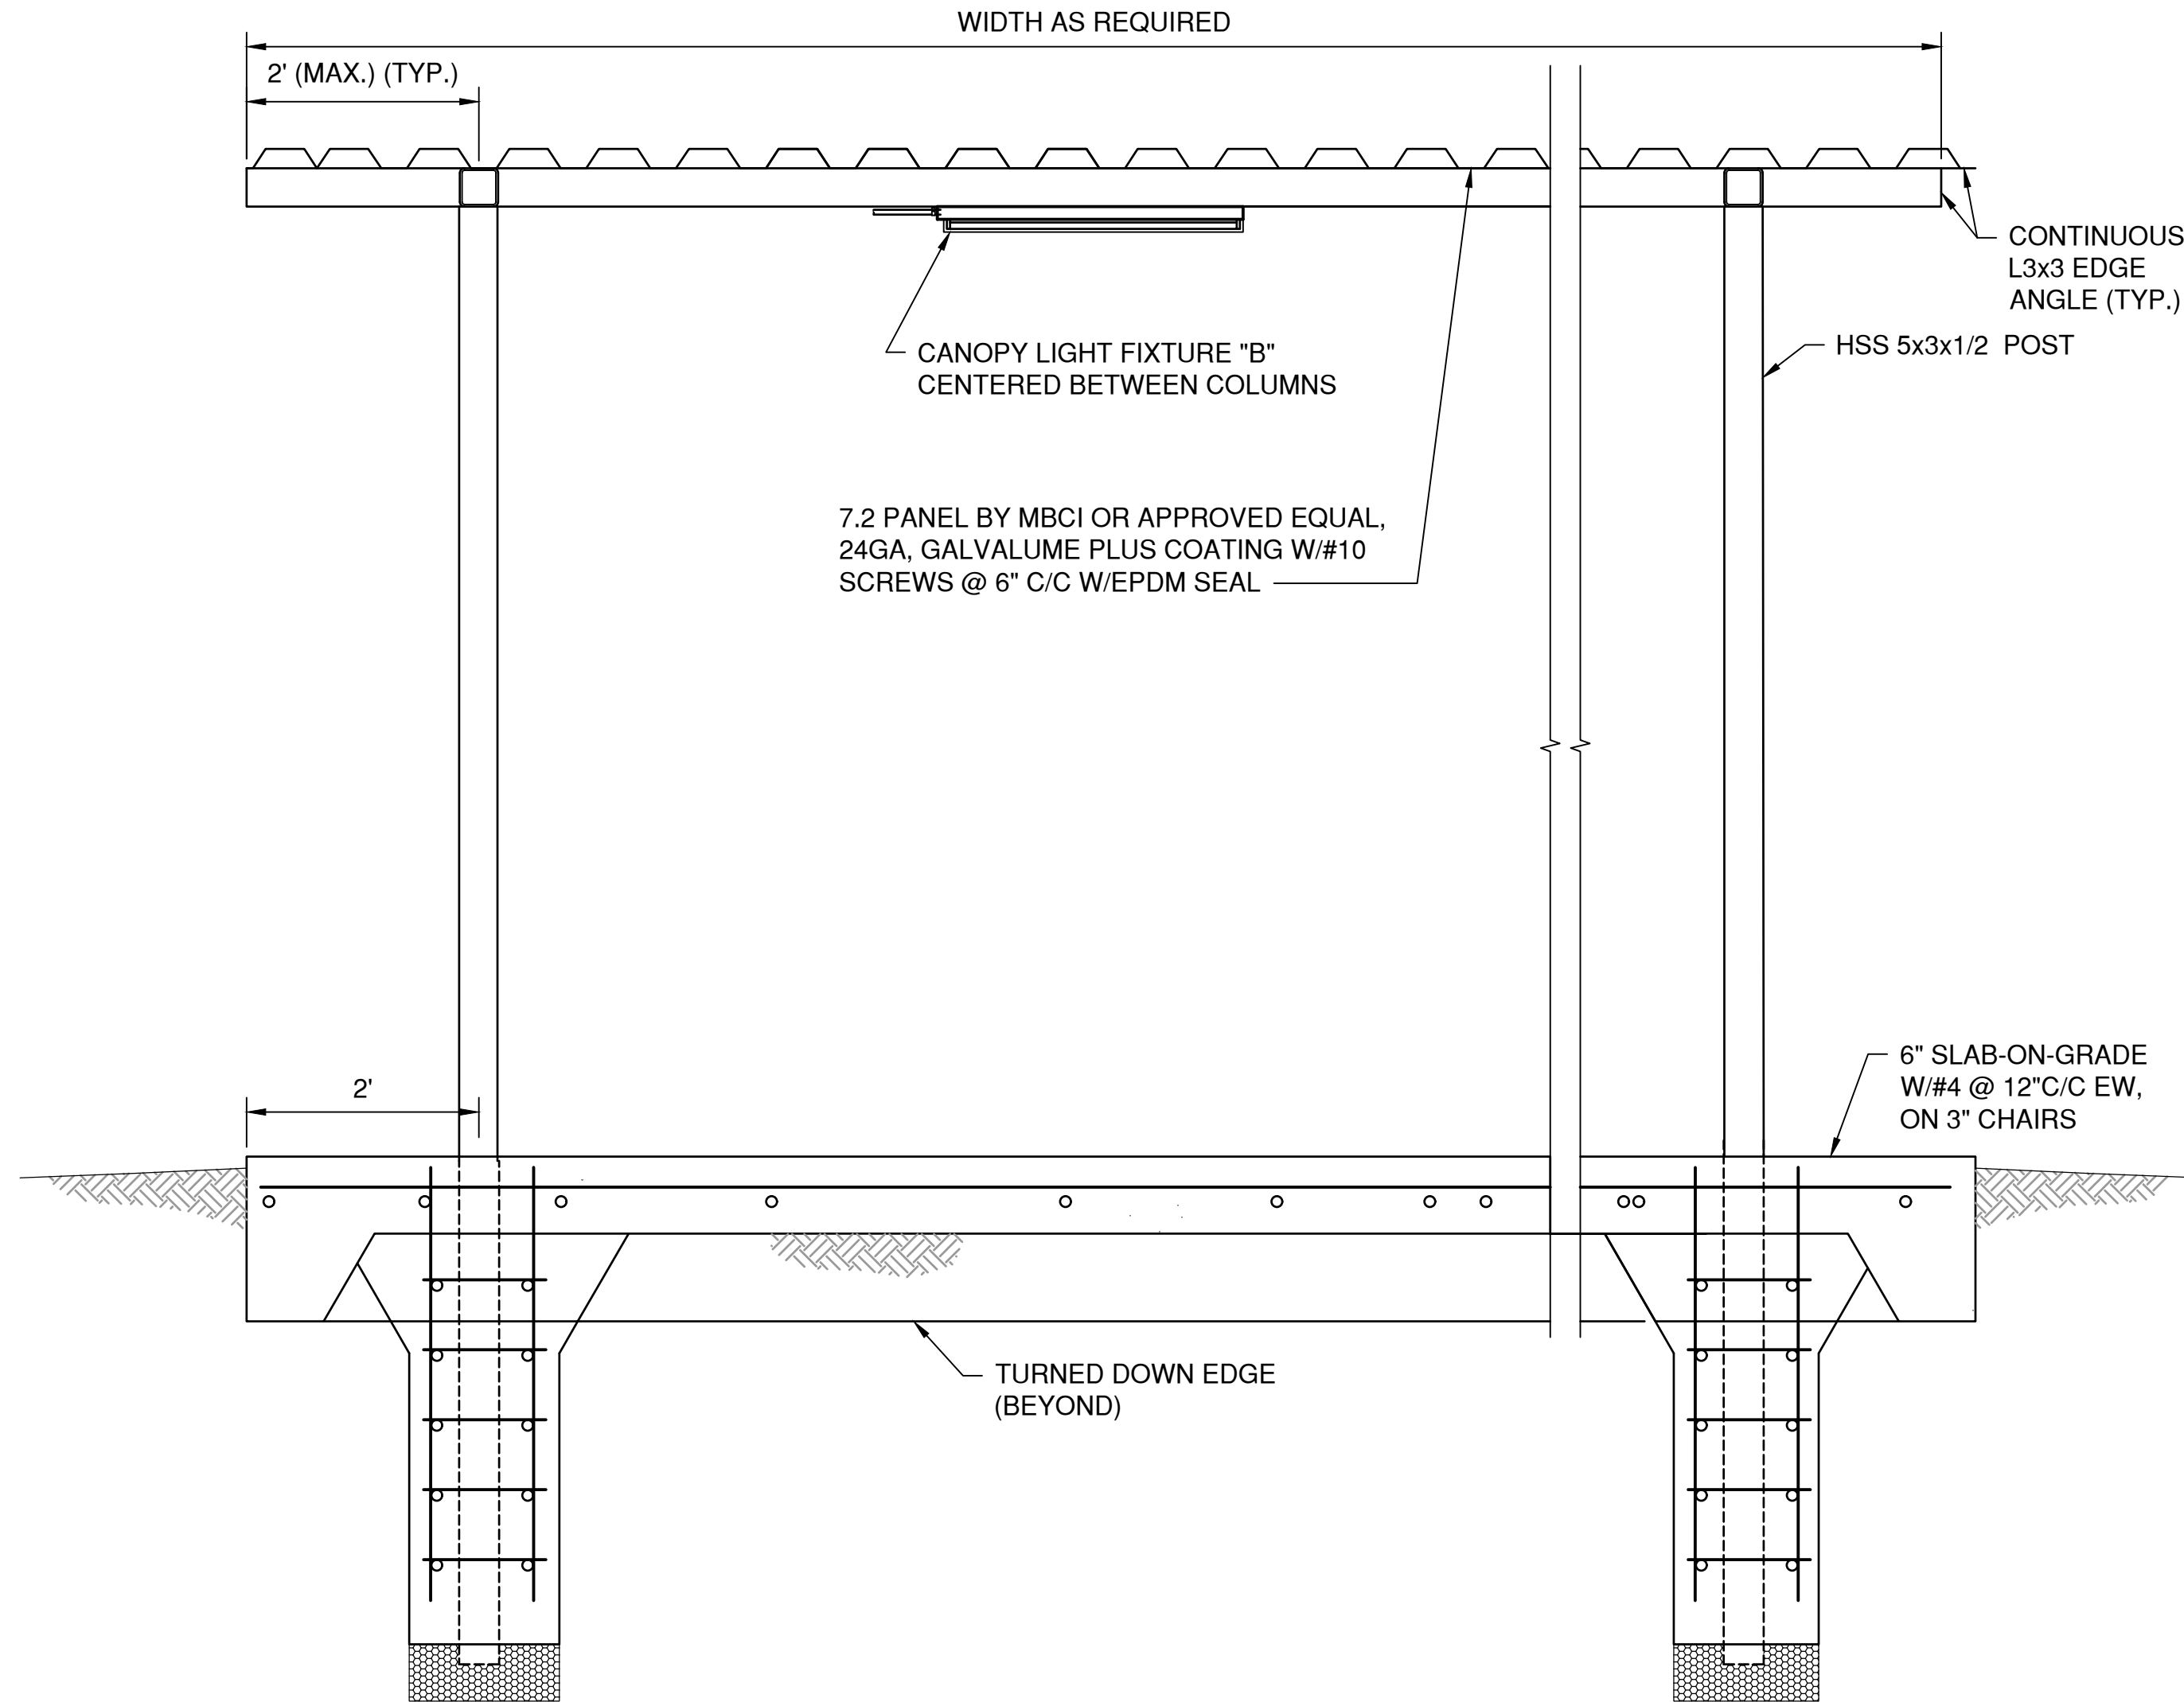 WIDTH AS REQUIRED
2' (MAX.) (TYP.)
CONTINUOUS
L3x3 EDGE
ANGLE (TYP.)
HSS 5x3x1/2 POST
CANOPY LIGHT FIXTURE "B"
CENTERED BETWEEN COLUMNS
7.2 PANEL BY MBCI OR APPROVED EQUAL,
24GA, GALVALUME PLUS COATING W/#10
SCREWS @ 6" C/C W/EPDM SEAL
2'
6" SLAB-ON-GRADE
W/#4 @ 12"C/C EW,
ON 3" CHAIRS
TURNED DOWN EDGE
(BEYOND)